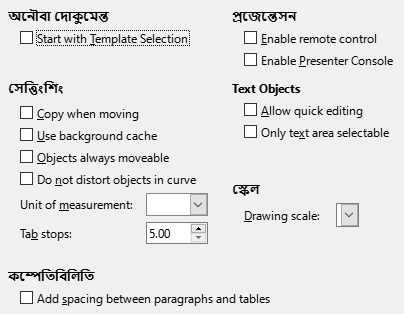 অনৌবা দোকুমেন্ত
Start with Template Selection
সেত্তিংশিং
Copy when moving
Use background cache
Objects always moveable
Do not distort objects in curve
Unit of measurement:
Tab stops: 5.00
কম্পেতিবিলিতি
Add spacing between paragraphs and tables
প্রজেন্তেসন
Enable remote control
Enable Presenter Console
Text Objects
Allow quick editing
Only text area selectable
স্কেল
Drawing scale: